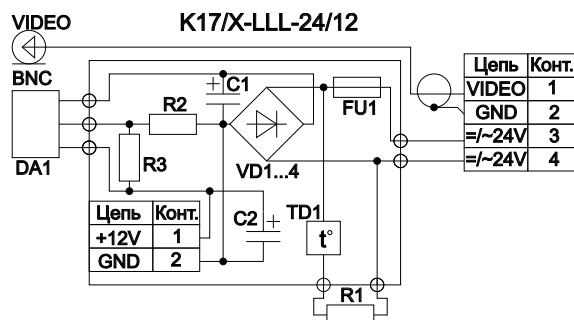 K17/X-LLL-24/12
VIDEO
BNC
DA1
R2
R3
C1
VD1...4
FU1
C2
TD1
t°
R1
Цепь Конт.
+12V 1
GND 2
Цепь Конт.
VIDEO 1
GND 2
=/~24V 3
=/~24V 4